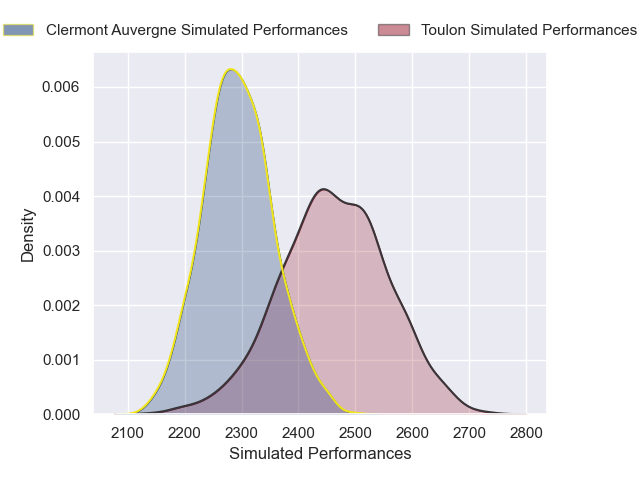 Clermont Auvergne Simulated Performances Toulon Simulated Performances
0.006
0.005
0.004
0.003
0.002
0.001
0.000
Density
2100 2200 2300 2400 2500 2600 2700 2800
Simulated Performances